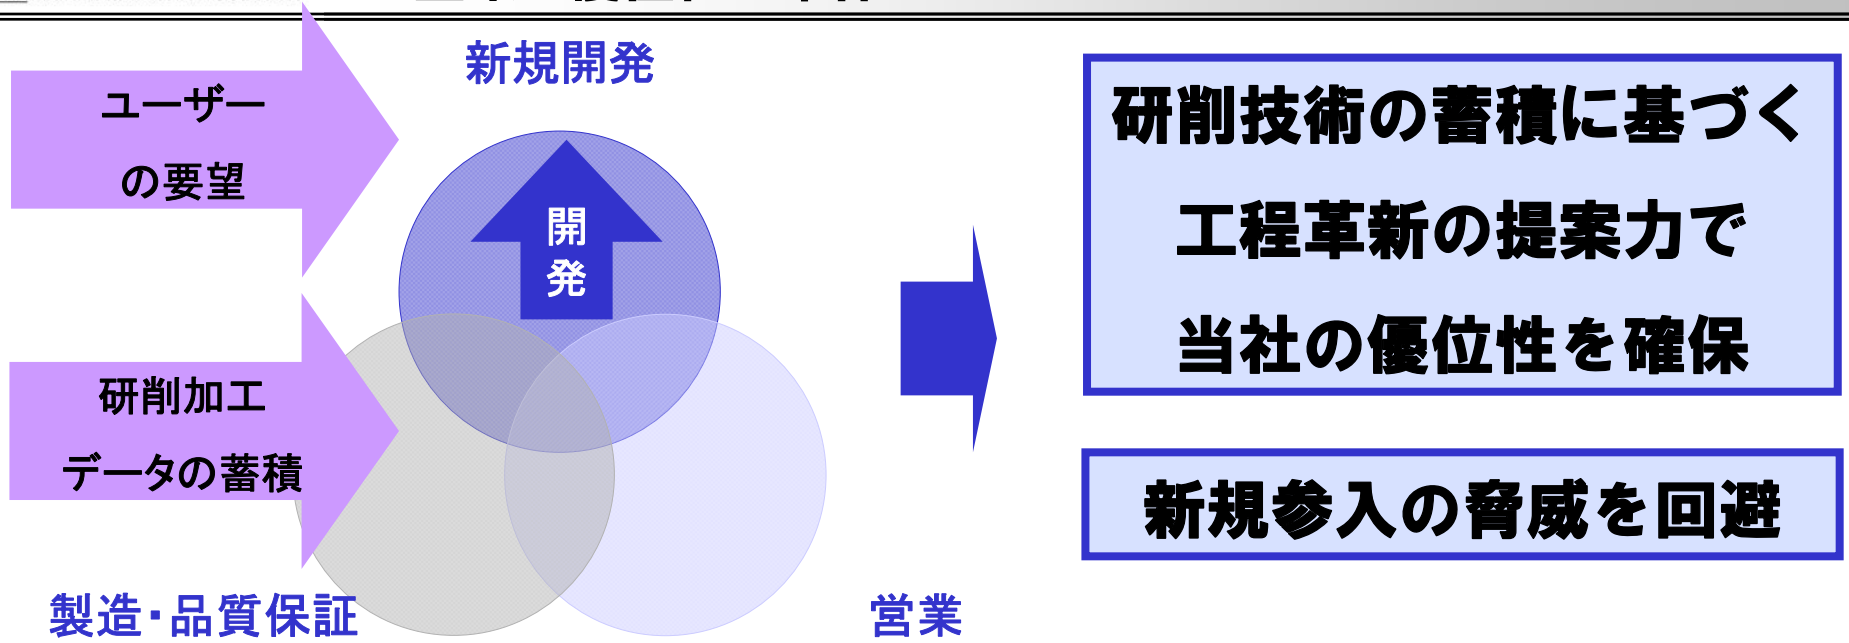 新規開発
ユーザー
の要望
開
発
研削加工
データの蓄積
製造・品質保証
営業
研削技術の蓄積に基づく
工程革新の提案力で
当社の優位性を確保
新規参入の脅威を回避